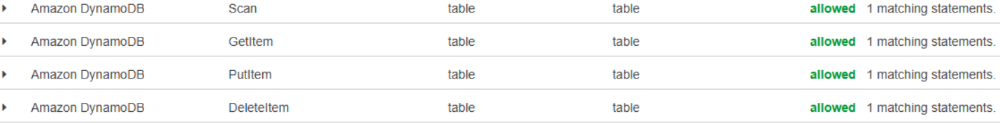 Amazon DynamoDB Scan table table allowed 1 matching statements.
Amazon DynamoDB GetItem table table allowed 1 matching statements.
Amazon DynamoDB PutItem table table allowed 1 matching statements.
Amazon DynamoDB DeleteItem table table allowed 1 matching statements.